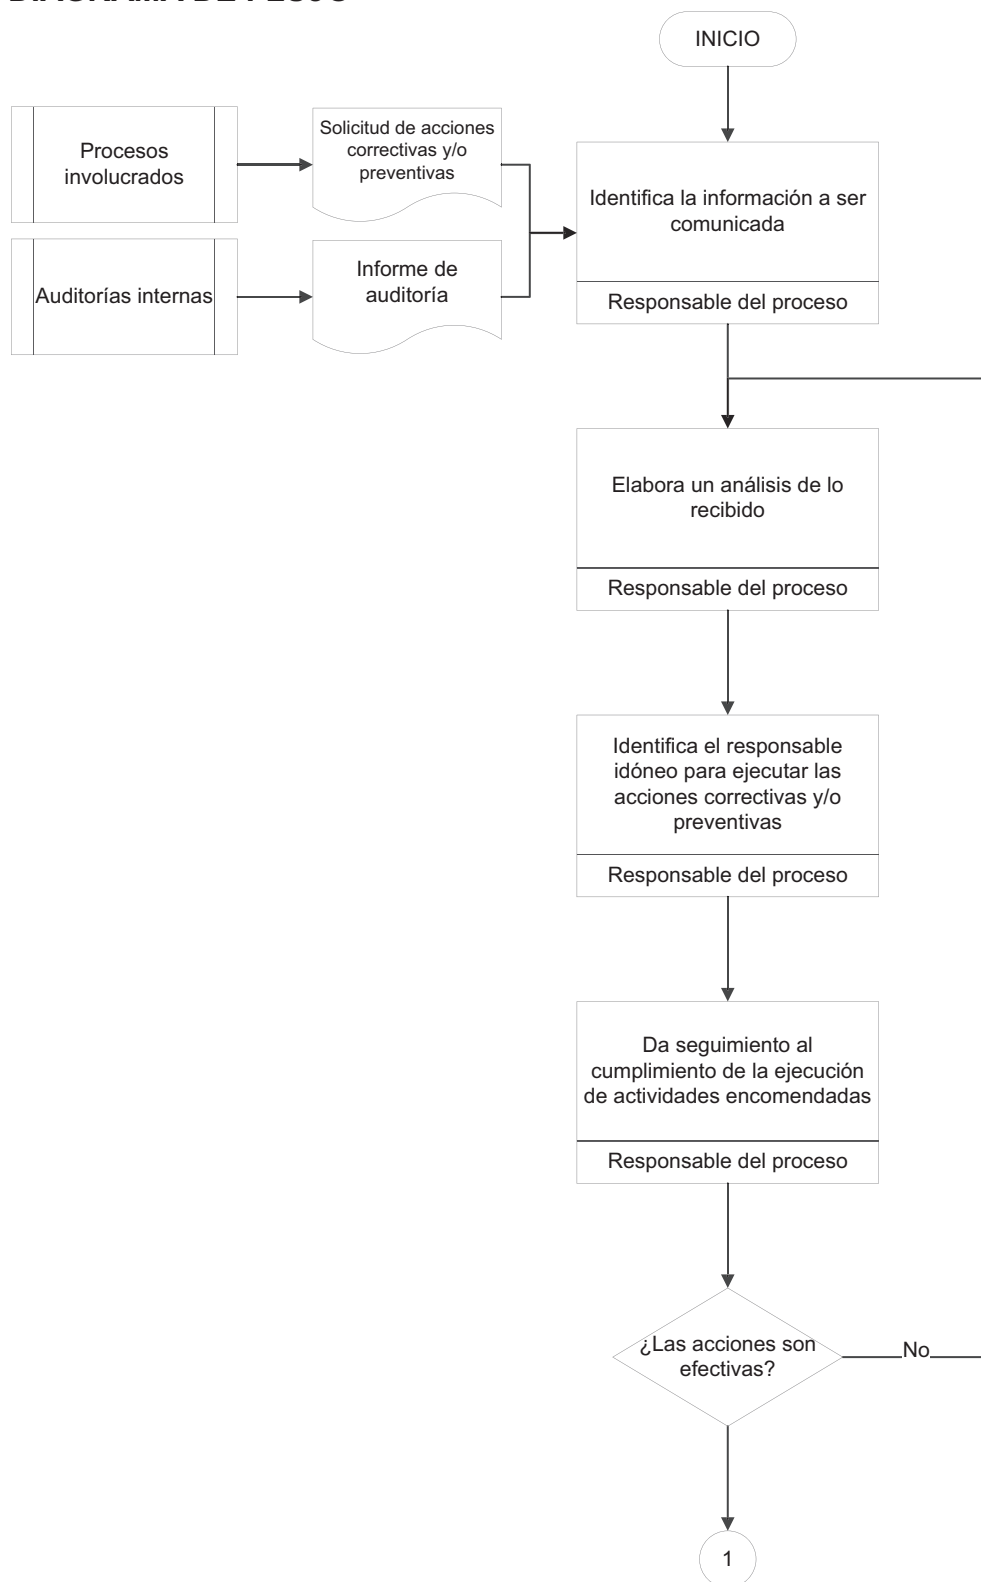 INICIO
Procesos
involucrados
Solicitud de acciones
correctivas y/o
preventivas
Identifica la información a ser
comunicada
Responsable del proceso
Auditorías internas
Informe de
auditoría
Elabora un análisis de lo
recibido
Responsable del proceso
Identifica el responsable
idóneo para ejecutar las
acciones correctivas y/o
preventivas
Responsable del proceso
Da seguimiento al
cumplimiento de la ejecución
de actividades encomendadas
Responsable del proceso
¿Las acciones son
efectivas?
No
1